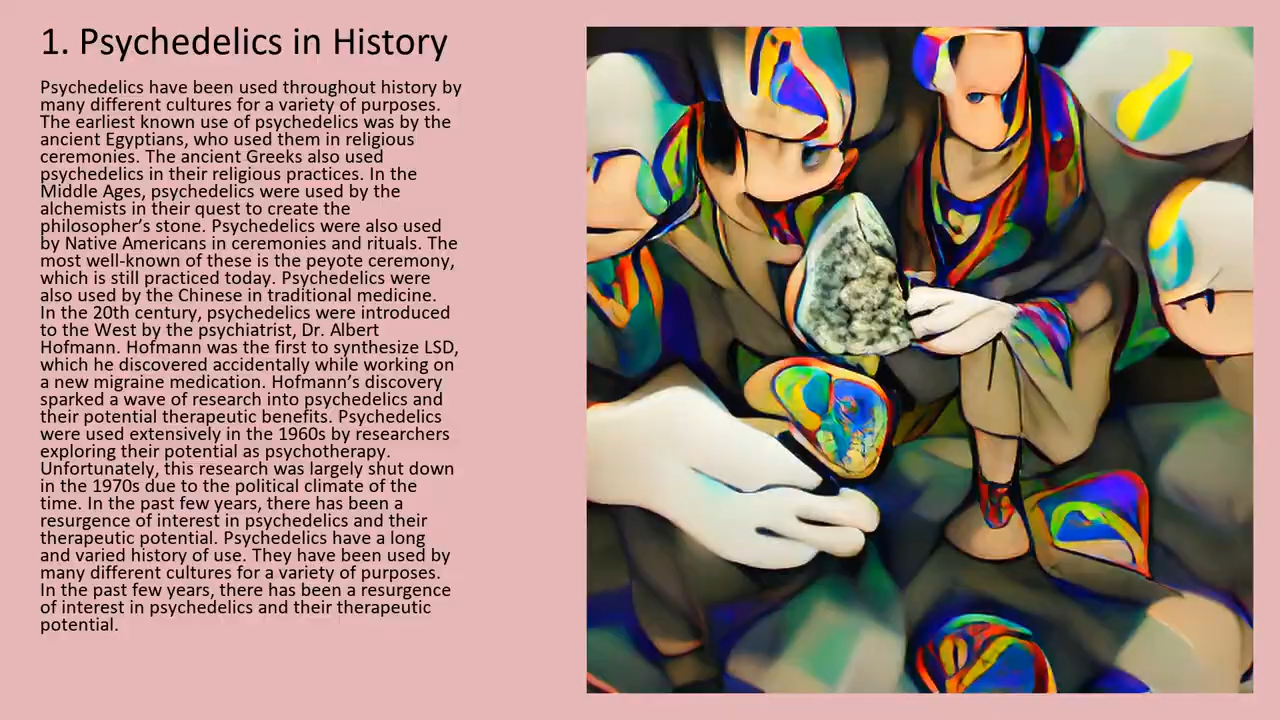 1. Psychedelics in History
Psychedelics have been used throughout history by
many different cultures for a variety of purposes.
The earliest known use of psychedelics was by the
ancient Egyptians, who used them in religious
ceremonies. The ancient Greeks also used
psychedelics in their religious practices. In the
Middle Ages, psychedelics were used by the
alchemists in their quest to create the
philosopher’s stone. Psychedelics were also used
by Native Americans in ceremonies and rituals. The
most well-known of these is the peyote ceremony,
which is still practiced today. Psychedelics were
also used by the Chinese in traditional medicine.
In the 20th century, psychedelics were introduced
to the West by the psychiatrist, Dr. Albert
Hofmann. Hofmann was the first to synthesize LSD,
which he discovered accidentally while working on
a new migraine medication. Hofmann’s discovery
sparked a wave of research into psychedelics and
their potential therapeutic benefits. Psychedelics
were used extensively in the 1960s by researchers
exploring their potential as psychotherapy.
Unfortunately, this research was largely shut down
in the 1970s due to the political climate of the
time. In the past few years, there has been a
resurgence of interest in psychedelics and their
therapeutic potential. Psychedelics have a long
and varied history of use. They have been used by
many different cultures for a variety of purposes.
In the past few years, there has been a resurgence
of interest in psychedelics and their therapeutic
potential.